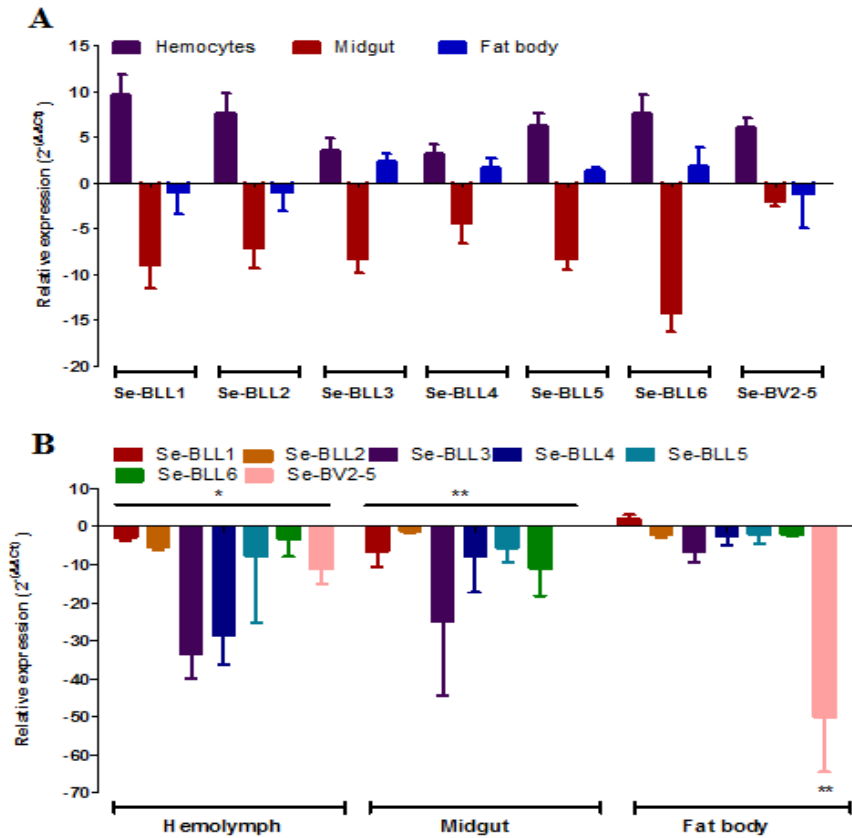 A
Hemocytes Midgut Fat body
Relative expression (2-(ΔΔCt))
15
10
5
0
-5
-10
-15
-20
Se-BLL1 Se-BLL2 Se-BLL3 Se-BLL4 Se-BLL5 Se-BLL6 Se-BV2-5
B
Se-BLL1 Se-BLL2 Se-BLL3 Se-BLL4 Se-BLL5
Se-BLL6 Se-BV2-5
Relative expression (2-(ΔΔCt))
10
0
-10
-20
-30
-40
-50
-60
-70
* **
**
Hemolymph Midgut Fat body